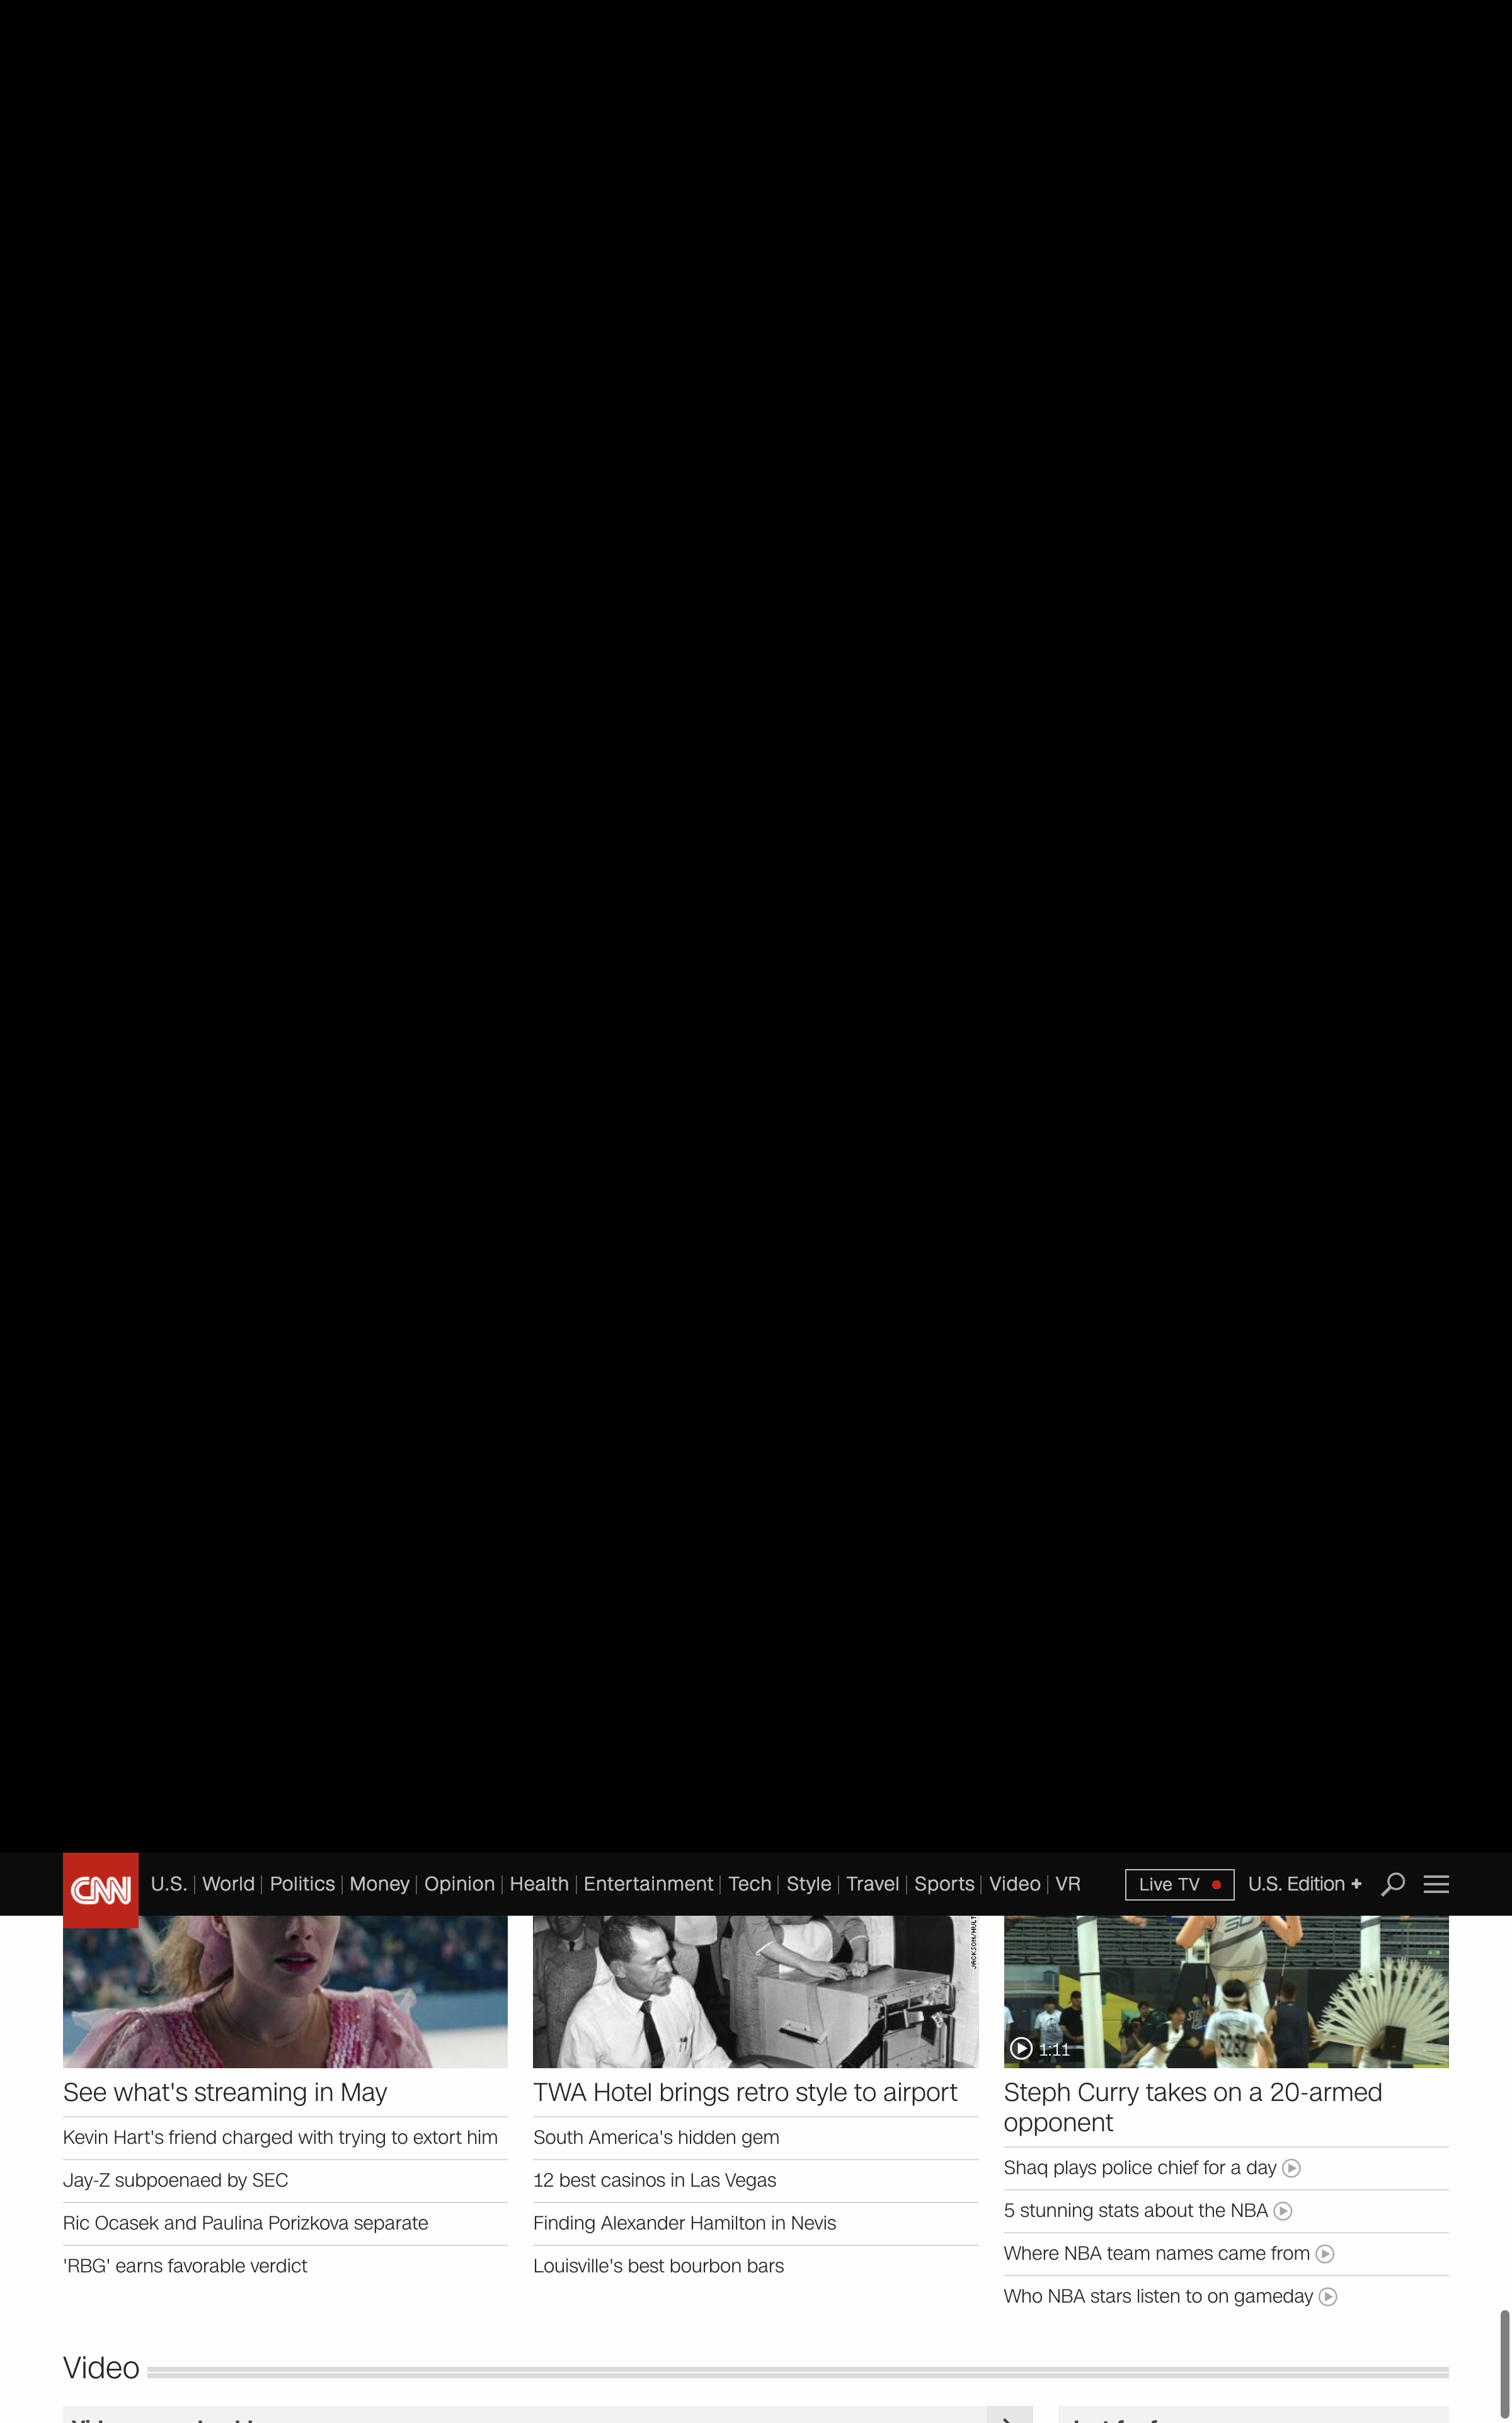 CNN U.S. World Politics Money Opinion Health Entertainment Tech Style Travel Sports Video VR Live TV U.S. Edition +
JACKSON/HULT
1:11
See what's streaming in May
Kevin Hart's friend charged with trying to extort him
Jay-Z subpoenaed by SEC
Ric Ocasek and Paulina Porizkova separate
'RBG' earns favorable verdict
TWA Hotel brings retro style to airport
South America's hidden gem
12 best casinos in Las Vegas
Finding Alexander Hamilton in Nevis
Louisville's best bourbon bars
Steph Curry takes on a 20-armed
opponent
Shaq plays police chief for a day
5 stunning stats about the NBA
Where NBA team names came from
Who NBA stars listen to on gameday
Video